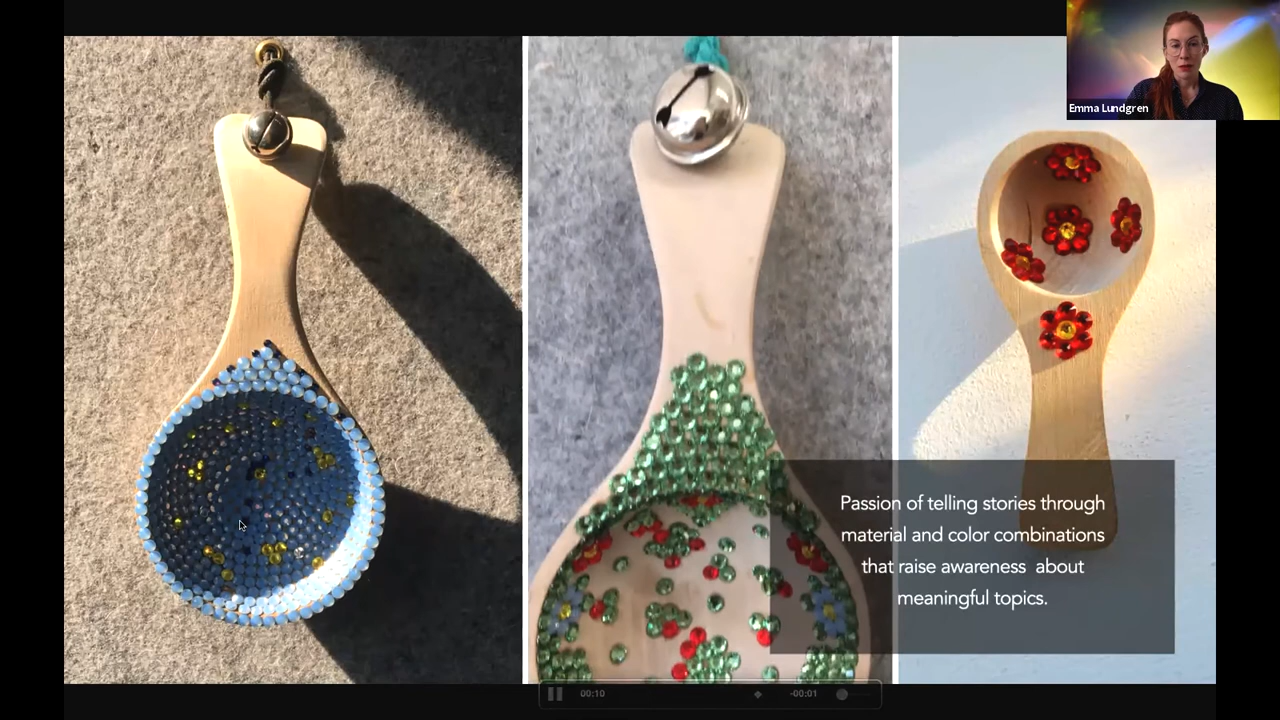 Emma Lundgren
Passion of telling stories through
material and color combinations
that raise awareness about
meaningful topics.
00:10
-00:01